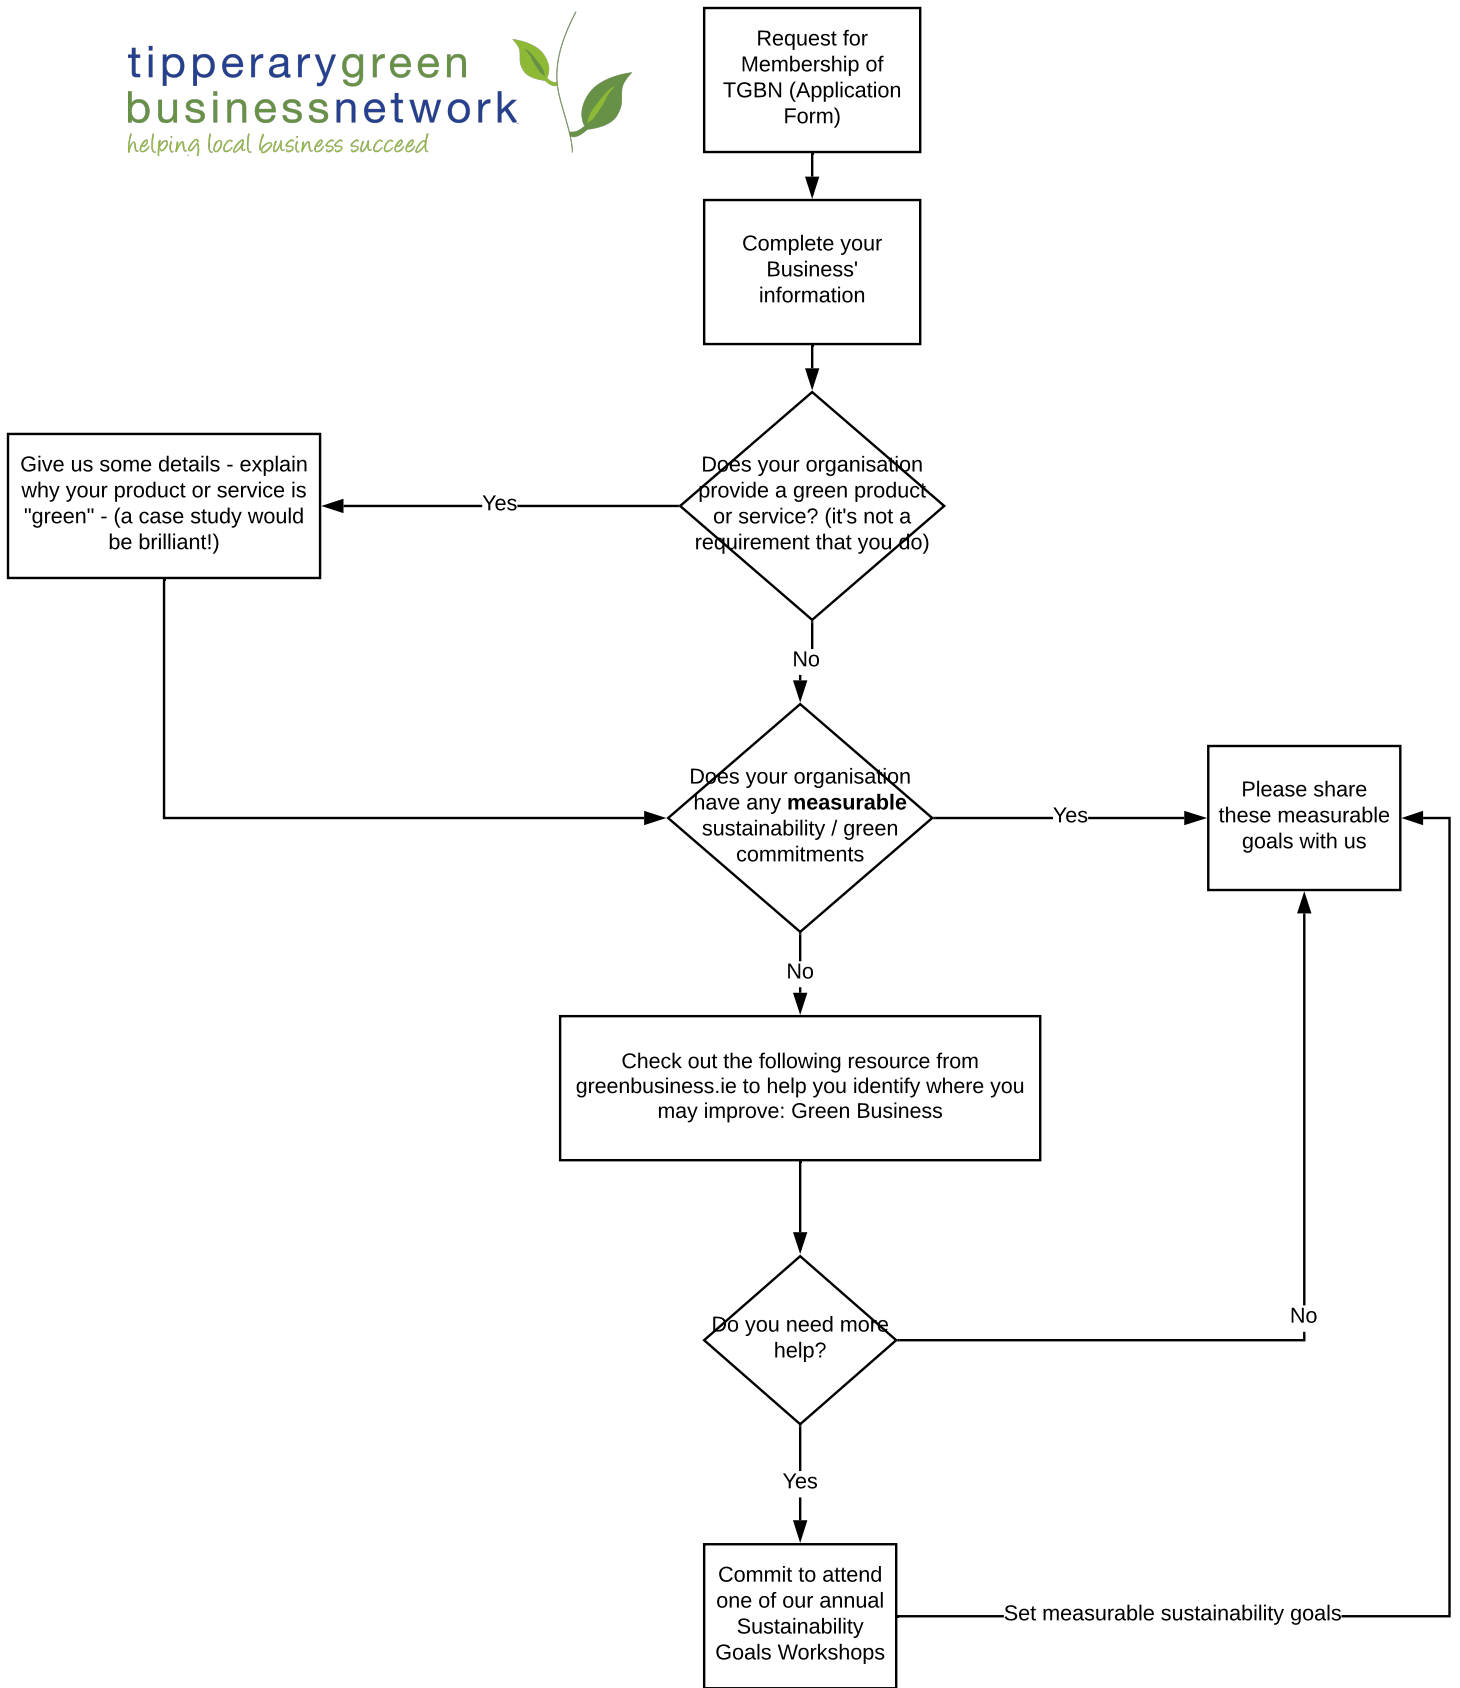 tipperarygreen
businessnetwork
helping local business succeed
Request for
Membership of
TGBN (Application
Form)
Complete your
Business'
information
Does your organisation
provide a green product
or service? (it's not a
requirement that you do)
Yes
Give us some details - explain
why your product or service is
"green" - (a case study would
be brilliant!)
No
Does your organisation
have any measurable
sustainability / green
commitments
Yes
Please share
these measurable
goals with us
No
Check out the following resource from
greenbusiness.ie to help you identify where you
may improve: Green Business
Do you need more
help?
No
Yes
Commit to attend
one of our annual
Sustainability
Goals Workshops
Set measurable sustainability goals